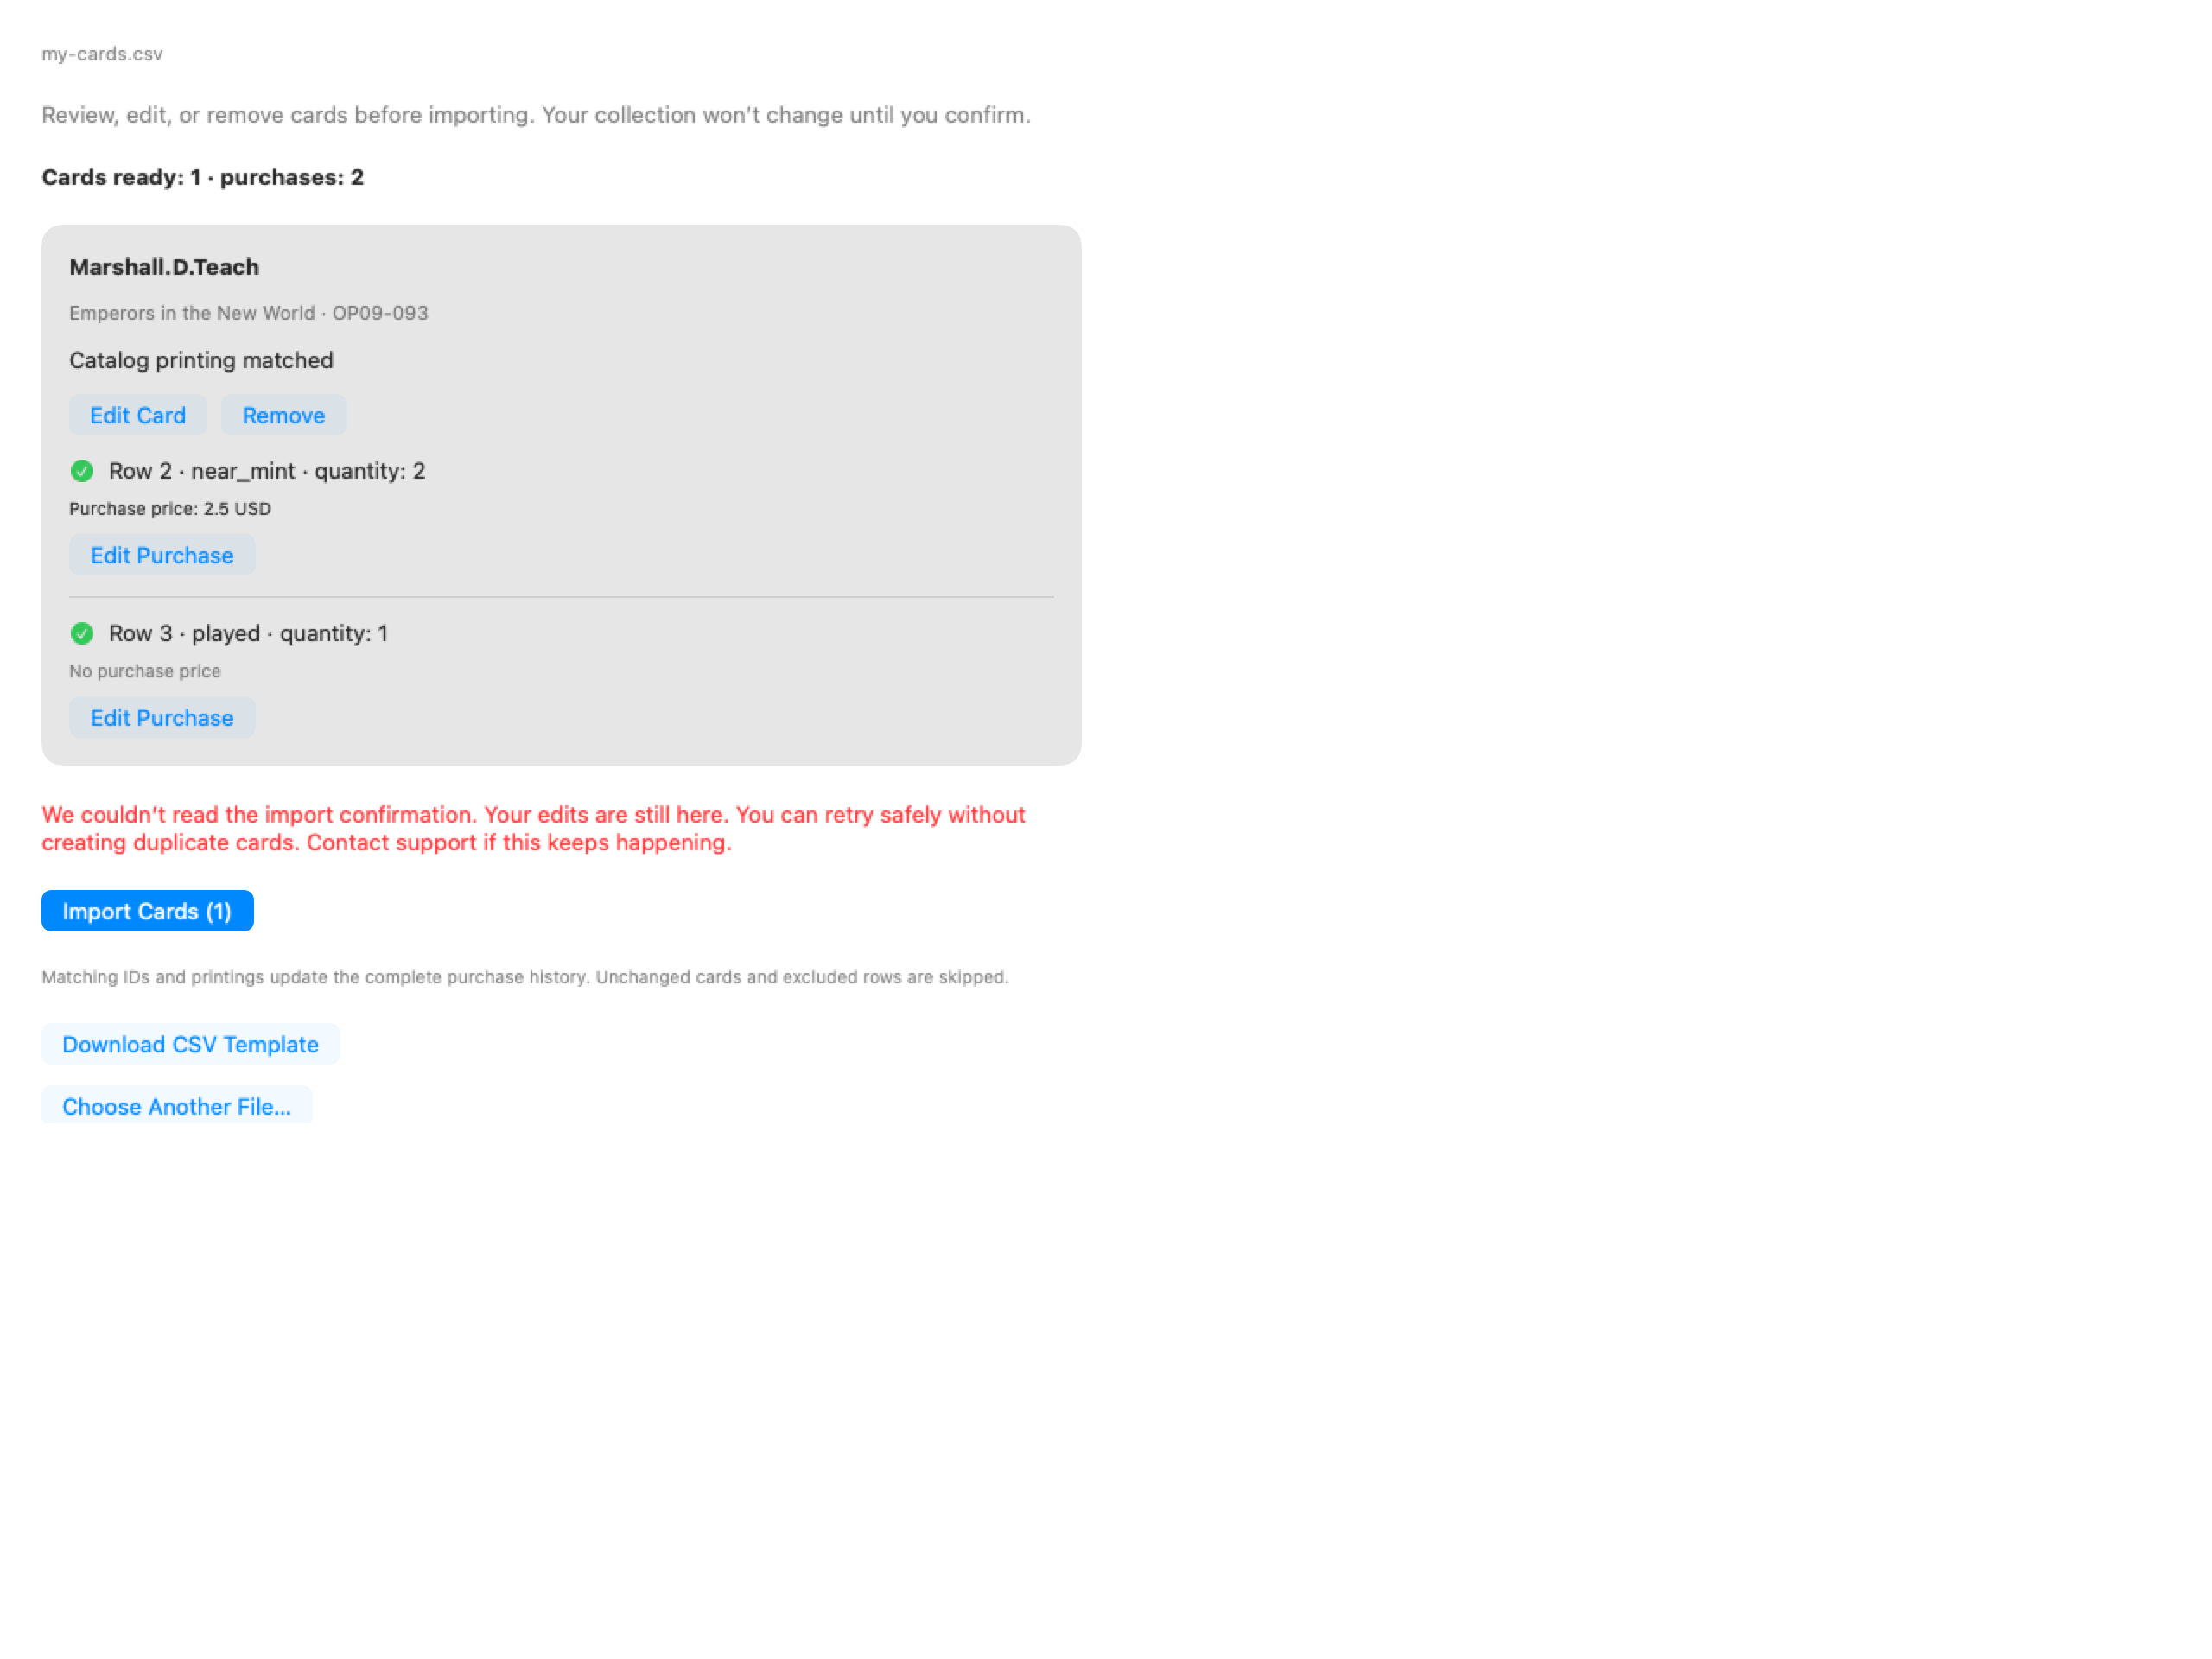 my-cards.csv
Review, edit, or remove cards before importing. Your collection won’t change until you confirm.
Cards ready: 1 · purchases: 2
Marshall.D.Teach
Emperors in the New World · OP09-093
Catalog printing matched
Edit Card
Remove
Row 2 · near_mint · quantity: 2
Purchase price: 2.5 USD
Edit Purchase
Row 3 · played · quantity: 1
No purchase price
Edit Purchase
We couldn’t read the import confirmation. Your edits are still here. You can retry safely without
creating duplicate cards. Contact support if this keeps happening.
Import Cards (1)
Matching IDs and printings update the complete purchase history. Unchanged cards and excluded rows are skipped.
Download CSV Template
Choose Another File…